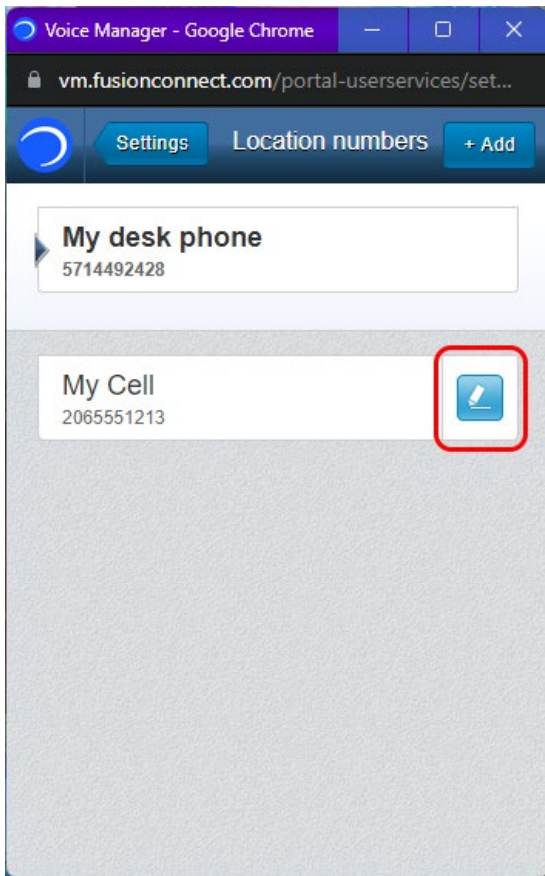 Voice Manager - Google Chrome
vm.fusionconnect.com/portal-userservices/set...
Settings Location numbers + Add
My desk phone
5714492428
My Cell
2065551213